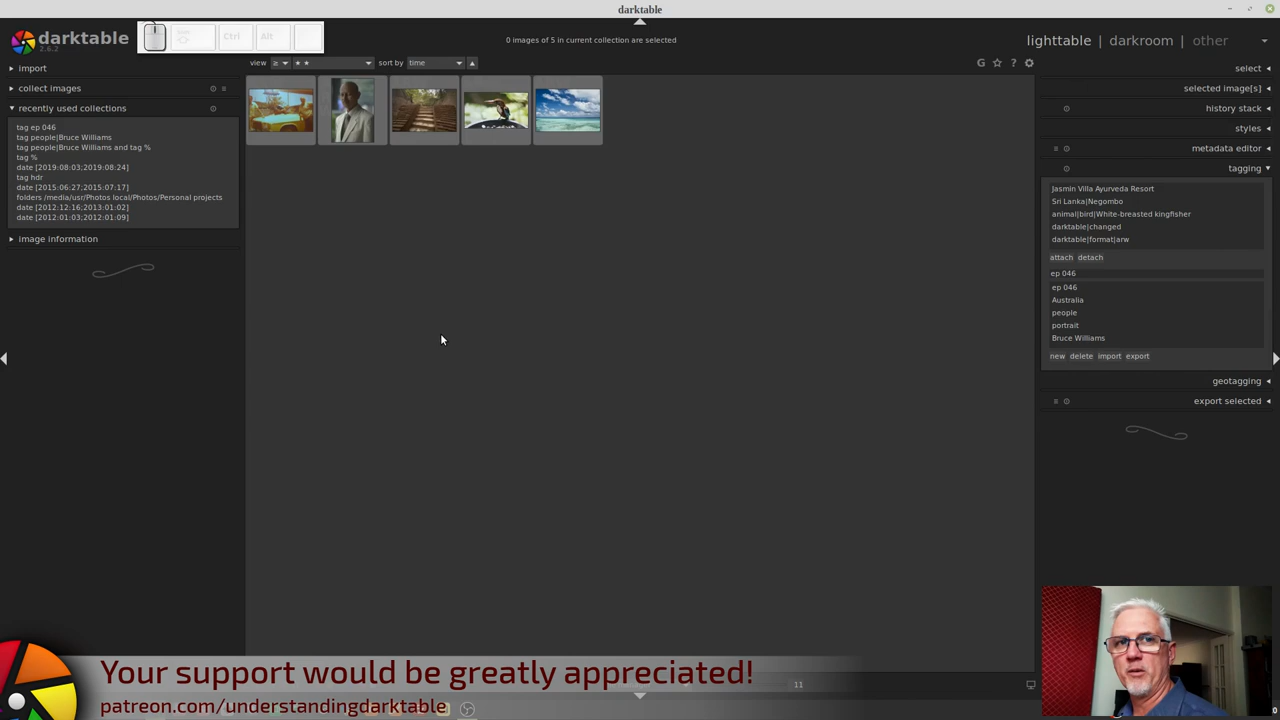 darktable
darktable
2.6.2
Ctrl
Alt
0 images of 5 in current collection are selected
lighttable | darkroom | other
import
view ≥ ★ ★
sort by time
G ☆ ?
collect images
recently used collections
tag ep 046
tag people|Bruce Williams
tag people|Bruce Williams and tag %
tag %
date [2019:08:03;2019:08:24]
tag hdr
date [2015:06:27;2015:07:17]
folders /media/usr/Photos local/Photos/Personal projects
date [2012:12:16;2013:01:02]
date [2012:01:03;2012:01:09]
image information
select
selected image[s]
history stack
styles
metadata editor
tagging
Jasmin Villa Ayurveda Resort
Sri Lanka|Negombo
animal|bird|White-breasted kingfisher
darktable|changed
darktable|format|arw
attach detach
ep 046
ep 046
Australia
people
portrait
Bruce Williams
new delete import export
geotagging
export selected
11
Your support would be greatly appreciated!
patreon.com/understandingdarktable